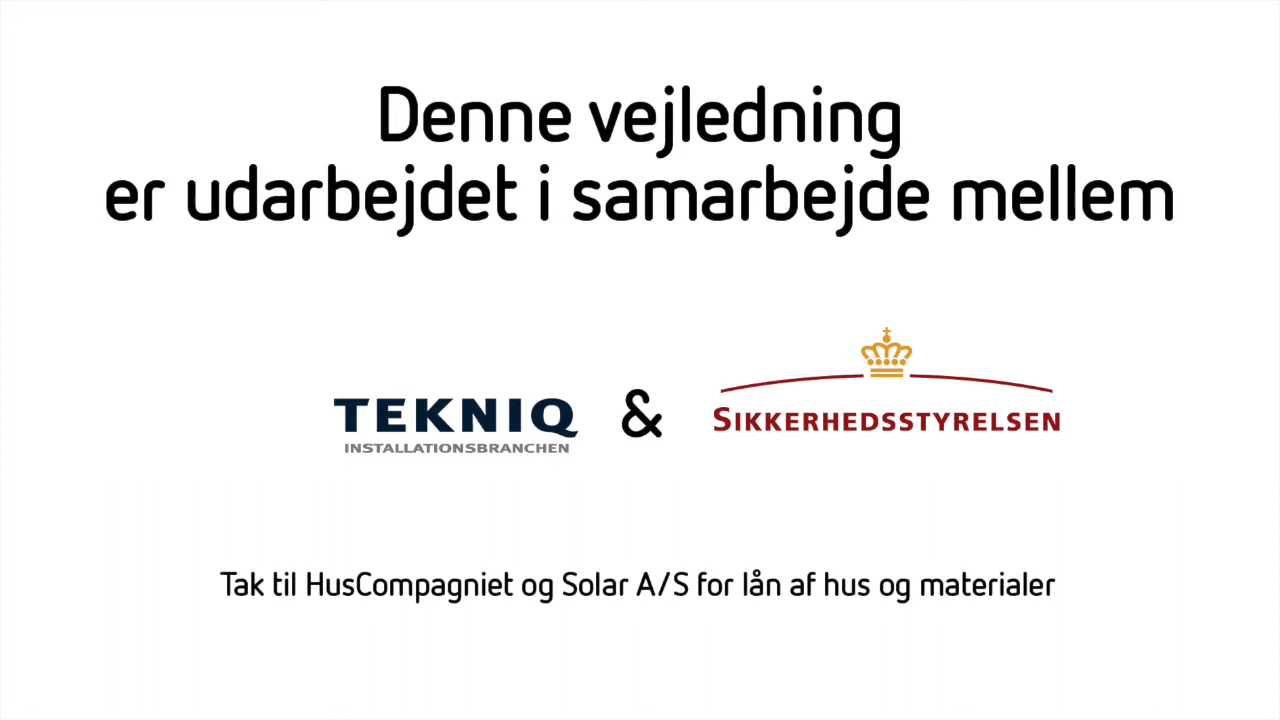 Denne vejledning
er udarbejdet i samarbejde mellem
TEKNIQ & SIKKERHEDSSTYRELSEN
INSTALLATIONSBRANCHEN
Tak til HusCompagniet og Solar A/S for lån af hus og materialer